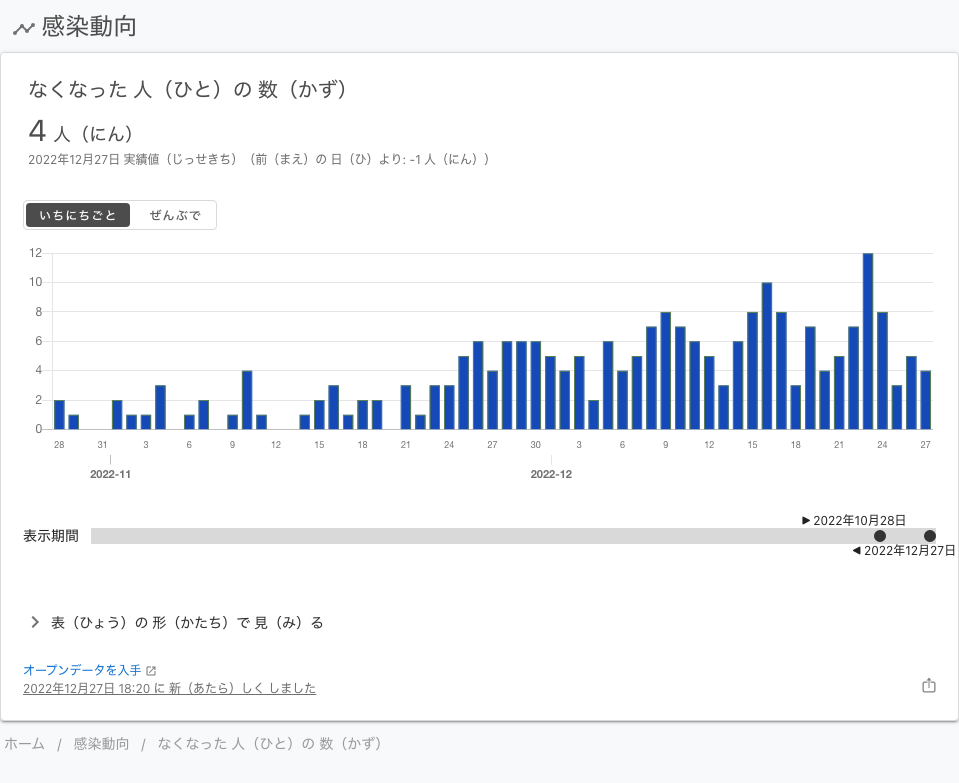 感染動向
なくなった 人（ひと）の 数（かず）
4 人（にん）
2022年12月27日 実績値（じっせきち）（前（まえ）の 日（ひ）より: -1 人（にん））
いちにちごと ぜんぶで
12
10
8
6
4
2
0
28 31 3 6 9 12 15 18 21 24 27 30 3 6 9 12 15 18 21 24 27
2022-11 2022-12
2022年10月28日
表示期間
2022年12月27日
表（ひょう）の 形（かたち）で 見（み）る
オープンデータを入手
2022年12月27日 18:20 に 新（あたら）しく しました
ホーム / 感染動向 / なくなった 人（ひと）の 数（かず）